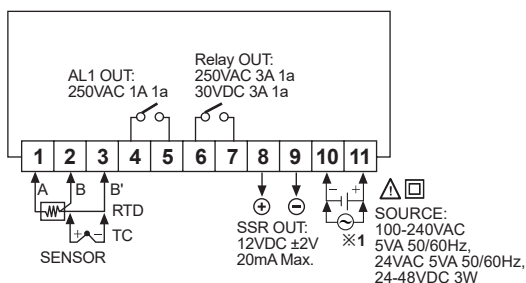 Relay OUT:
AL1 OUT:
250VAC 3A 1a
250VAC 1A 1a
30VDC 3A 1a
1 2 3 4 5 6 7 8 9 10 11
A B B'
RTD
+ − TC
SENSOR
+ −
SSR OUT:
12VDC ±2V
20mA Max.
− +
※1
SOURCE:
100-240VAC
5VA 50/60Hz,
24VAC 5VA 50/60Hz,
24-48VDC 3W